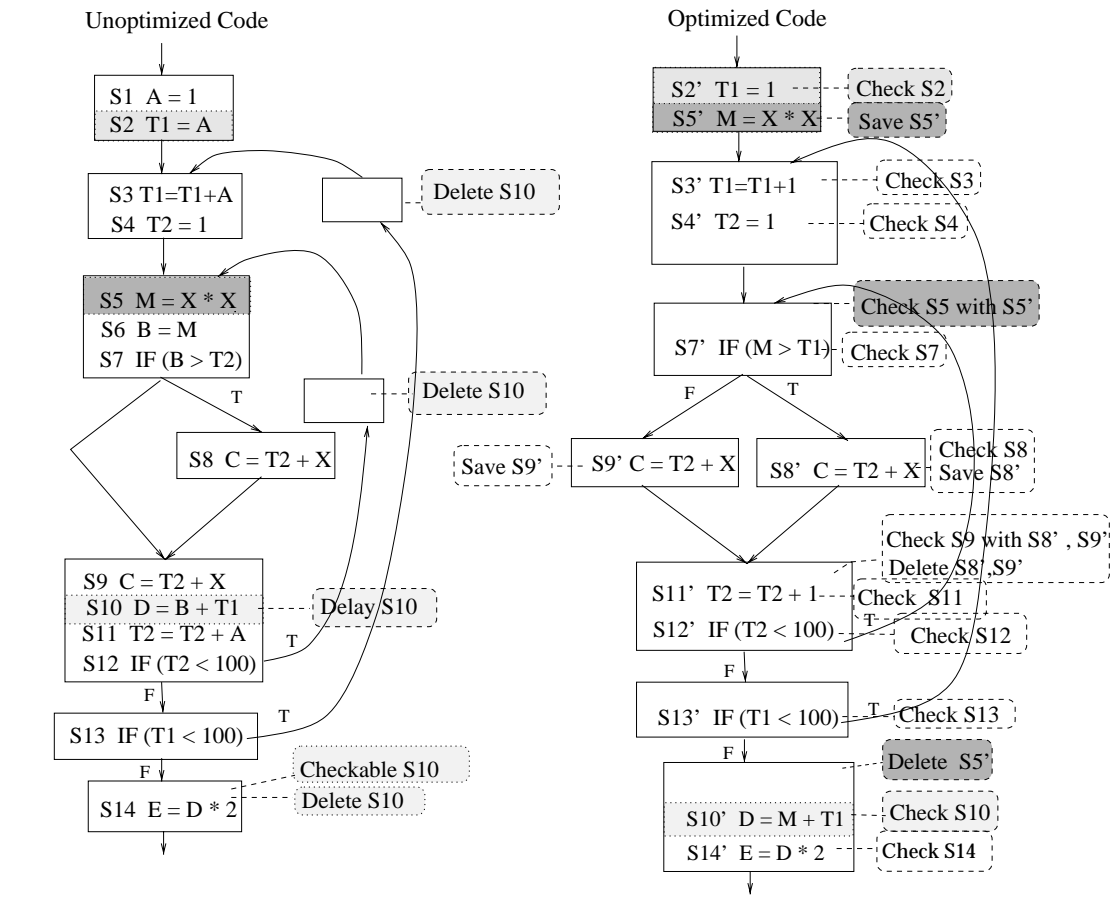 Unoptimized Code
S1 A = 1
S2 T1 = A
S3 T1=T1+A
S4 T2 = 1
Delete S10
S5 M = X * X
S6 B = M
S7 IF (B > T2)
T
Delete S10
S8 C = T2 + X
S9 C = T2 + X
S10 D = B + T1
Delay S10
S11 T2 = T2 + A
S12 IF (T2 < 100)
T
F
S13 IF (T1 < 100)
T
F
Checkable S10
S14 E = D * 2
Delete S10
Optimized Code
S2' T1 = 1
Check S2
S5' M = X * X
Save S5'
S3' T1=T1+1
Check S3
S4' T2 = 1
Check S4
Check S5 with S5'
S7' IF (M > T1)
Check S7
F
T
Save S9'
S9' C = T2 + X
S8' C = T2 + X
Check S8
Save S8'
Check S9 with S8' , S9'
Delete S8',S9'
S11' T2 = T2 + 1
Check S11
S12' IF (T2 < 100)
T
Check S12
F
S13' IF (T1 < 100)
T
Check S13
F
Delete S5'
S10' D = M + T1
Check S10
S14' E = D * 2
Check S14